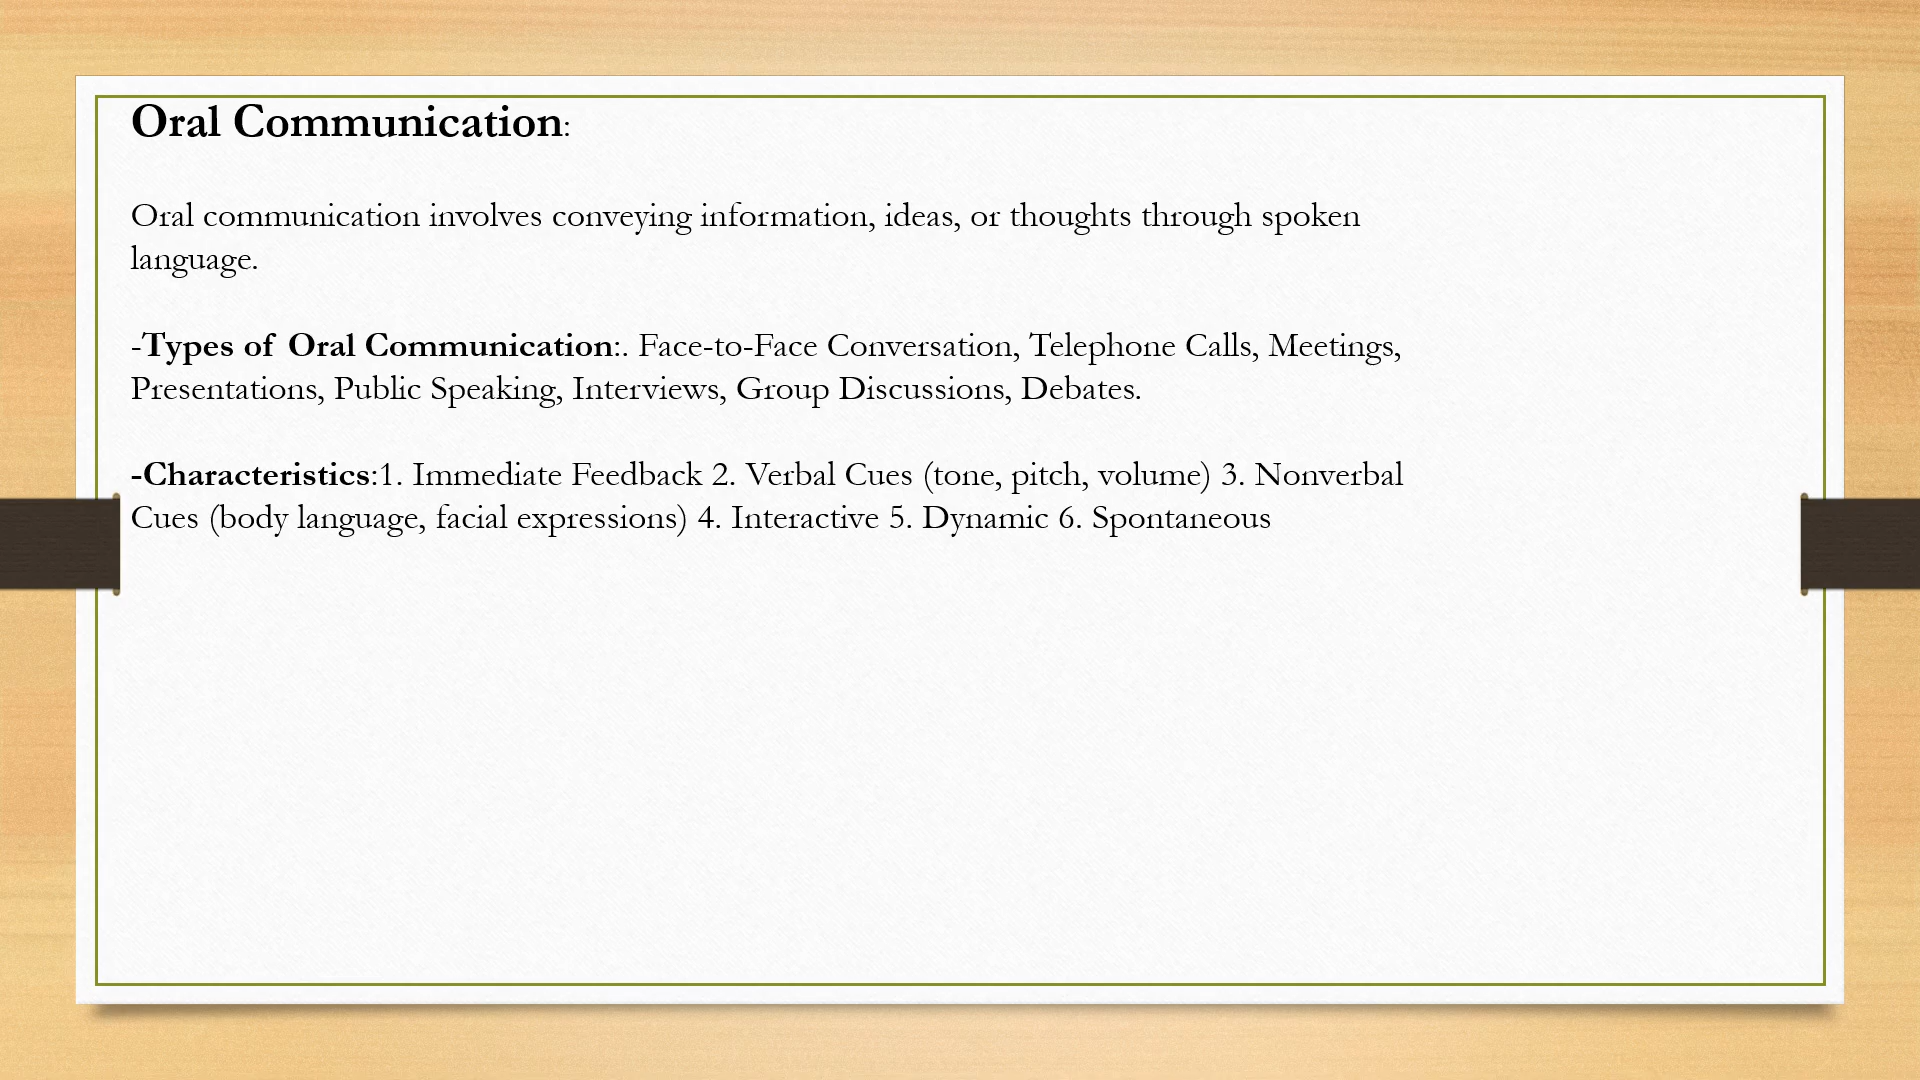 Oral Communication:
Oral communication involves conveying information, ideas, or thoughts through spoken
language.
-Types of Oral Communication:. Face-to-Face Conversation, Telephone Calls, Meetings,
Presentations, Public Speaking, Interviews, Group Discussions, Debates.
-Characteristics:1. Immediate Feedback 2. Verbal Cues (tone, pitch, volume) 3. Nonverbal
Cues (body language, facial expressions) 4. Interactive 5. Dynamic 6. Spontaneous